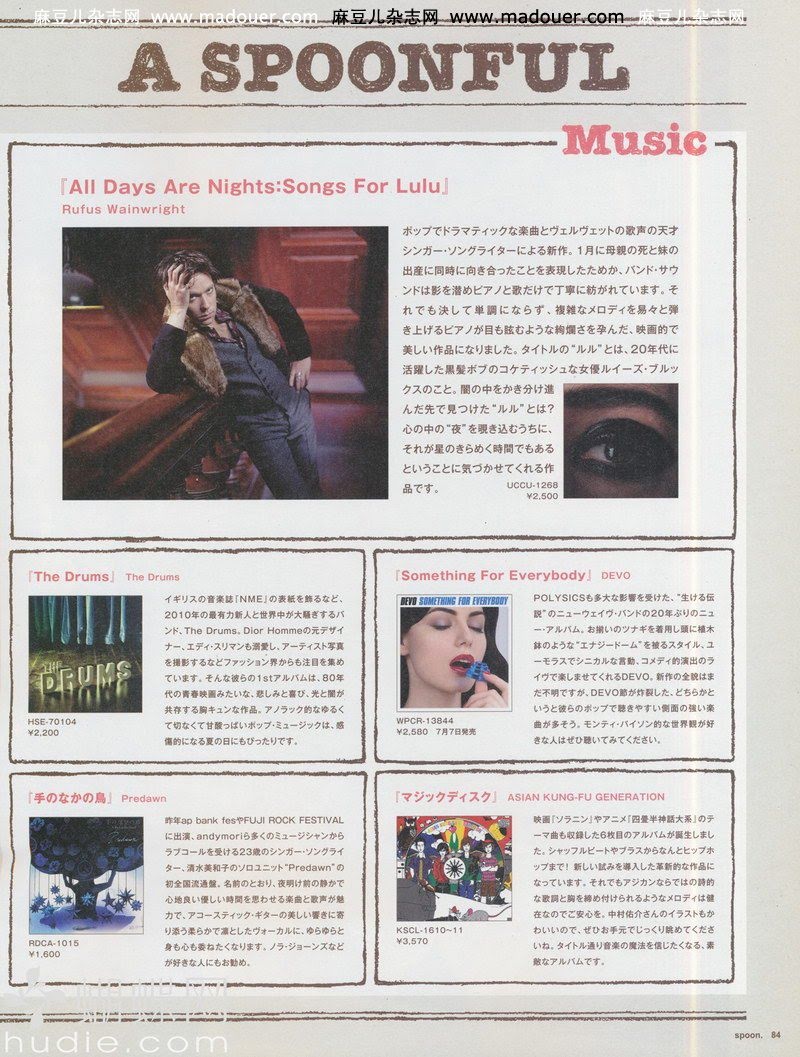 麻豆儿杂志网 www.madouer.com 麻豆儿杂志网 www.madouer.com 麻豆儿杂志网
A SPOONFUL
Music
『All Days Are Nights:Songs For Lulu』
Rufus Wainwright
ポップでドラマティックな楽曲とヴェルヴェットの歌声の天才
シンガー・ソングライターによる新作。1月に母親の死と妹の
出産に同時に向き合ったことを表現したためか、バンド・サウ
ンドは影を潜めピアノと歌だけで丁寧に紡がれています。そ
れでも決して単調にならず、複雑なメロディを易々と弾
き上げるピアノが目も眩むような絢爛さを孕んだ、映画的で
美しい作品になりました。タイトルの“ルル”とは、20年代に
活躍した黒髪ボブのコケティッシュな女優ルイーズ・ブルッ
クスのこと。闇の中をかき分け進
んだ先で見つけた“ルル”とは?
心の中の“夜”を覗き込むうちに、
それが星のきらめく時間でもある
ということに気づかせてくれる作
品です。
UCCU-1268
¥2,500
『The Drums』 The Drums
イギリスの音楽誌『NME』の表紙を飾るなど、
2010年の最有力新人と世界中が大騒ぎするバ
ンド、The Drums。Dior Hommeの元デザイ
ナー、エディ・スリマンも溺愛し、アーティスト写真
を撮影するなどファッション界からも注目を集め
ています。そんな彼らの1stアルバムは、80年代
の青春映画みたいな、悲しみと喜び、光と闇が
共存する胸キュンな作品。アノラック的なゆるく
て切なくて甘酸っぱいポップ・ミュージックは、感
傷的になる夏の日にもぴったりです。
THE
DRUMS
HSE-70104
¥2,200
『Something For Everybody』 DEVO
DEVO SOMETHING FOR EVERYBODY
POLYSICSも多大な影響を受けた、“生ける伝
説”のニューウェイヴ・バンドの20年ぶりのニュ
ー・アルバム。お揃いのツナギを着用し頭に植木
鉢のような“エナジードーム”を被るスタイル、ユ
ーモラスでシニカルな言動、コメディ的演出のラ
イヴで楽しませてくれるDEVO。新作の全貌はま
だ不明ですが、DEVO節が炸裂した、どちらかと
いうと彼らのポップで聴きやすい側面の強い楽
曲が多そう。モンティ・パイソン的な世界観が好
きな人はぜひ聴いてみてください。
WPCR-13844
¥2,580 7月7日発売
『手のなかの鳥』 Predawn
Predawn
昨年ap bank fesやFUJI ROCK FESTIVAL
に出演、andymoriら多くのミュージシャンから
ラブコールを受ける23歳のシンガー・ソングライ
ター、清水美和子のソロユニット“Predawn”の
初全国流通盤。名前のとおり、夜明け前の静かで
心地良い優しい時間を思わせる楽曲と歌声が魅
力で、アコースティック・ギターの美しい響きに寄
り添う柔らかで凛としたヴォーカルに、ゆらゆらと
身も心も委ねたくなります。ノラ・ジョーンズなど
が好きな人にもお勧め。
RDCA-1015
¥1,600
『マジックディスク』 ASIAN KUNG-FU GENERATION
映画『ソラニン』やアニメ『四畳半神話大系』のテ
ーマ曲も収録した6枚目のアルバムが誕生しまし
た。シャッフルビートやブラスからなんとヒップホ
ップまで! 新しい試みを導入した革新的な作品に
なっています。それでもアジカンならではの詩的
な歌詞と胸を締め付けられるようなメロディは健
在なのでご安心を。中村佑介さんのイラストもか
わいいので、ぜひお手元でじっくり眺めてくださ
いね。タイトル通り音楽の魔法を信じたくなる、素
敵なアルバムです。
KSCL-1610~11
¥3,570
hudie.com
spoon. 84